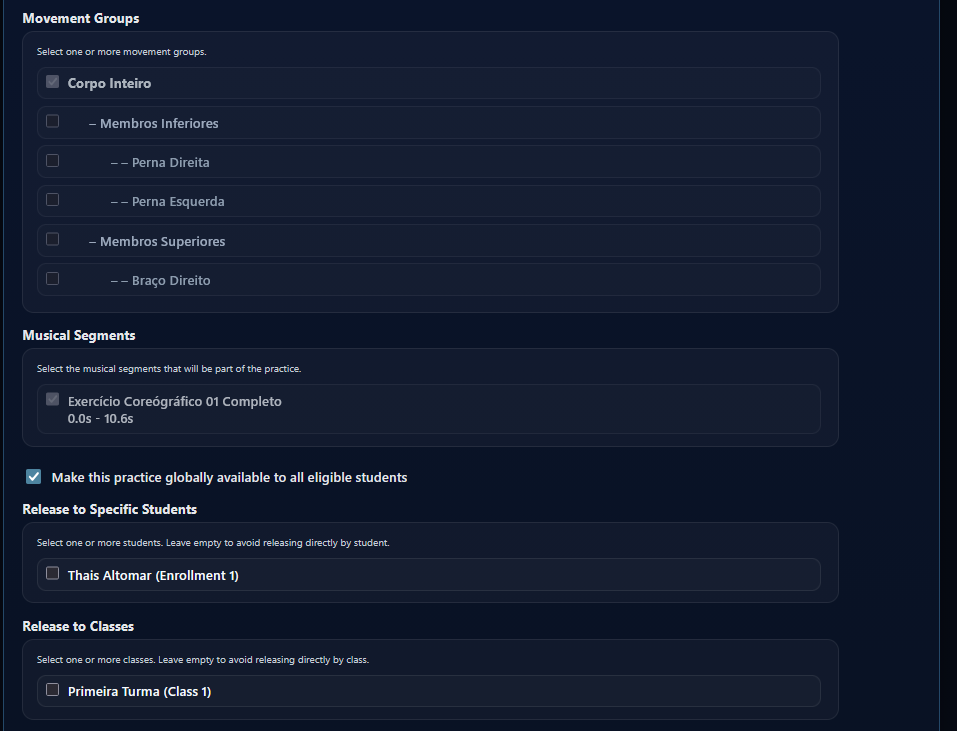 Movement Groups
Select one or more movement groups.
Corpo Inteiro
– Membros Inferiores
– – Perna Direita
– – Perna Esquerda
– Membros Superiores
– – Braço Direito
Musical Segments
Select the musical segments that will be part of the practice.
Exercício Coreógráfico 01 Completo
0.0s - 10.6s
Make this practice globally available to all eligible students
Release to Specific Students
Select one or more students. Leave empty to avoid releasing directly by student.
Thais Altomar (Enrollment 1)
Release to Classes
Select one or more classes. Leave empty to avoid releasing directly by class.
Primeira Turma (Class 1)